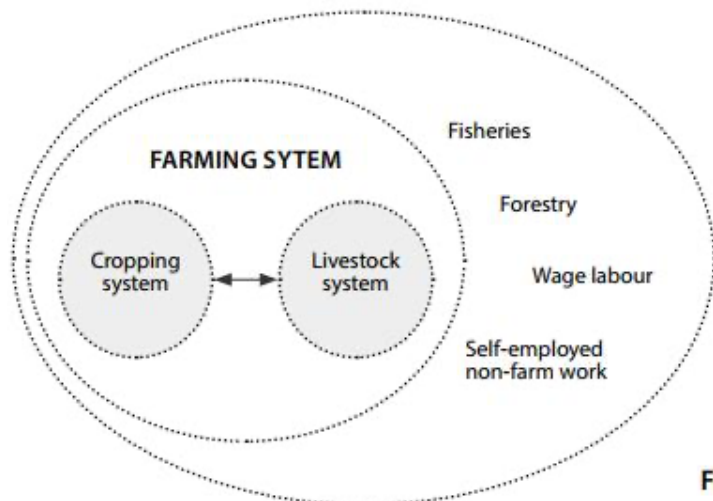 Fisheries
FARMING SYTEM
Forestry
Cropping
system
Livestock
system
Wage labour
Self-employed
non-farm work
F